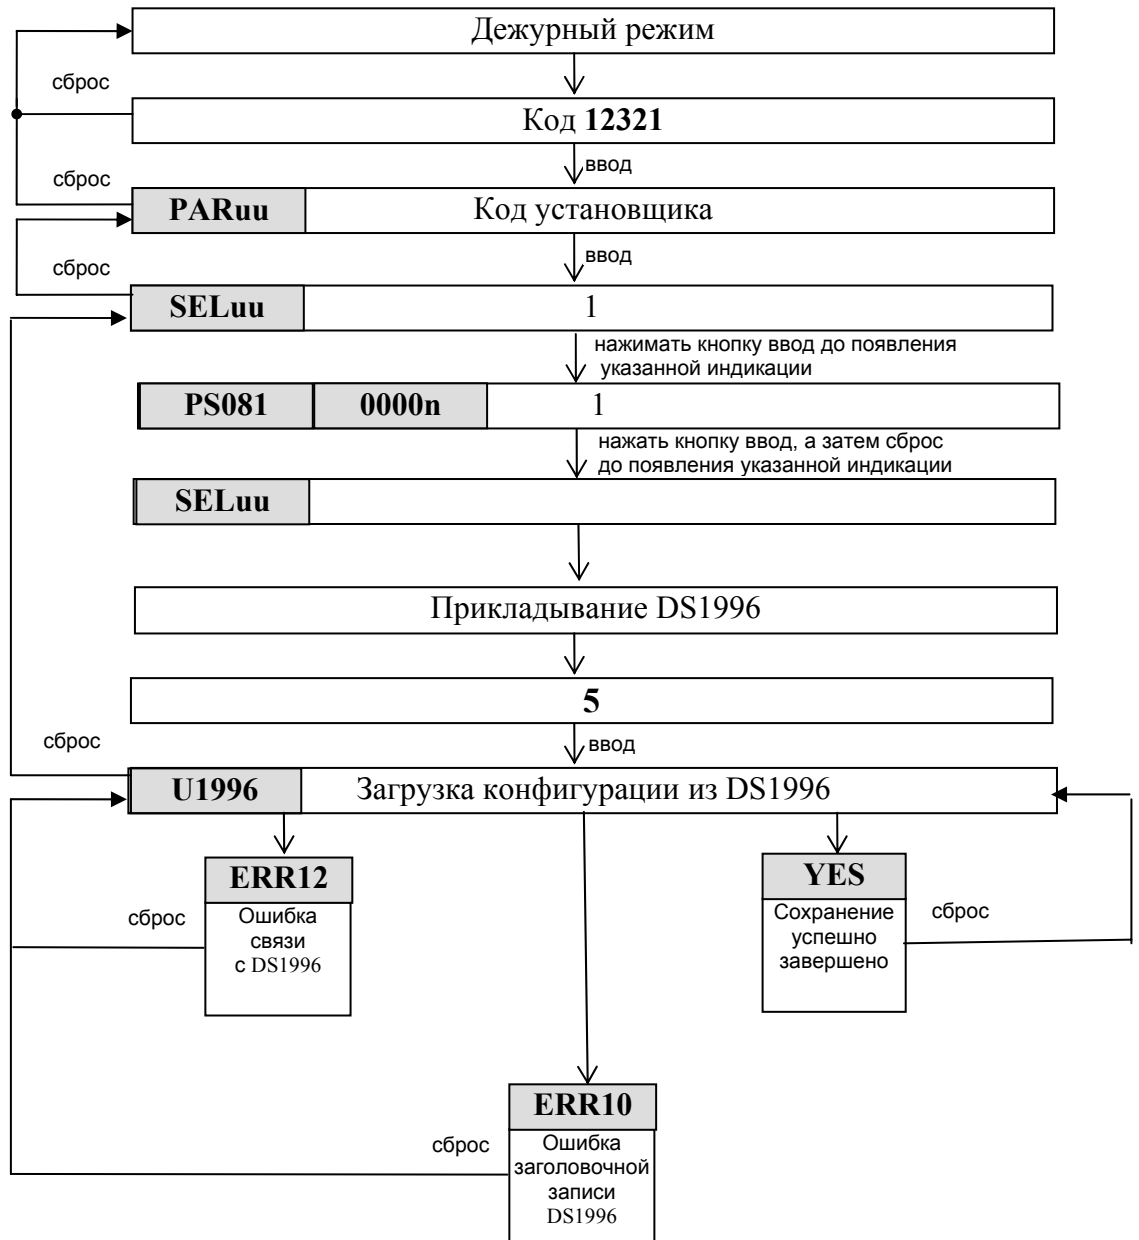 Дежурный режим
сброс
Код 12321
ввод
сброс
PARuu Код установщика
ввод
сброс
SELuu 1
нажимать кнопку ввод до появления
указанной индикации
PS081 0000n 1
нажать кнопку ввод, а затем сброс
до появления указанной индикации
SELuu
Прикладывание DS1996
5
сброс
ввод
U1996 Загрузка конфигурации из DS1996
ERR12
сброс
Ошибка
связи
с DS1996
YES
Сохранение
успешно
завершено
сброс
ERR10
сброс
Ошибка
заголовочной
записи
DS1996